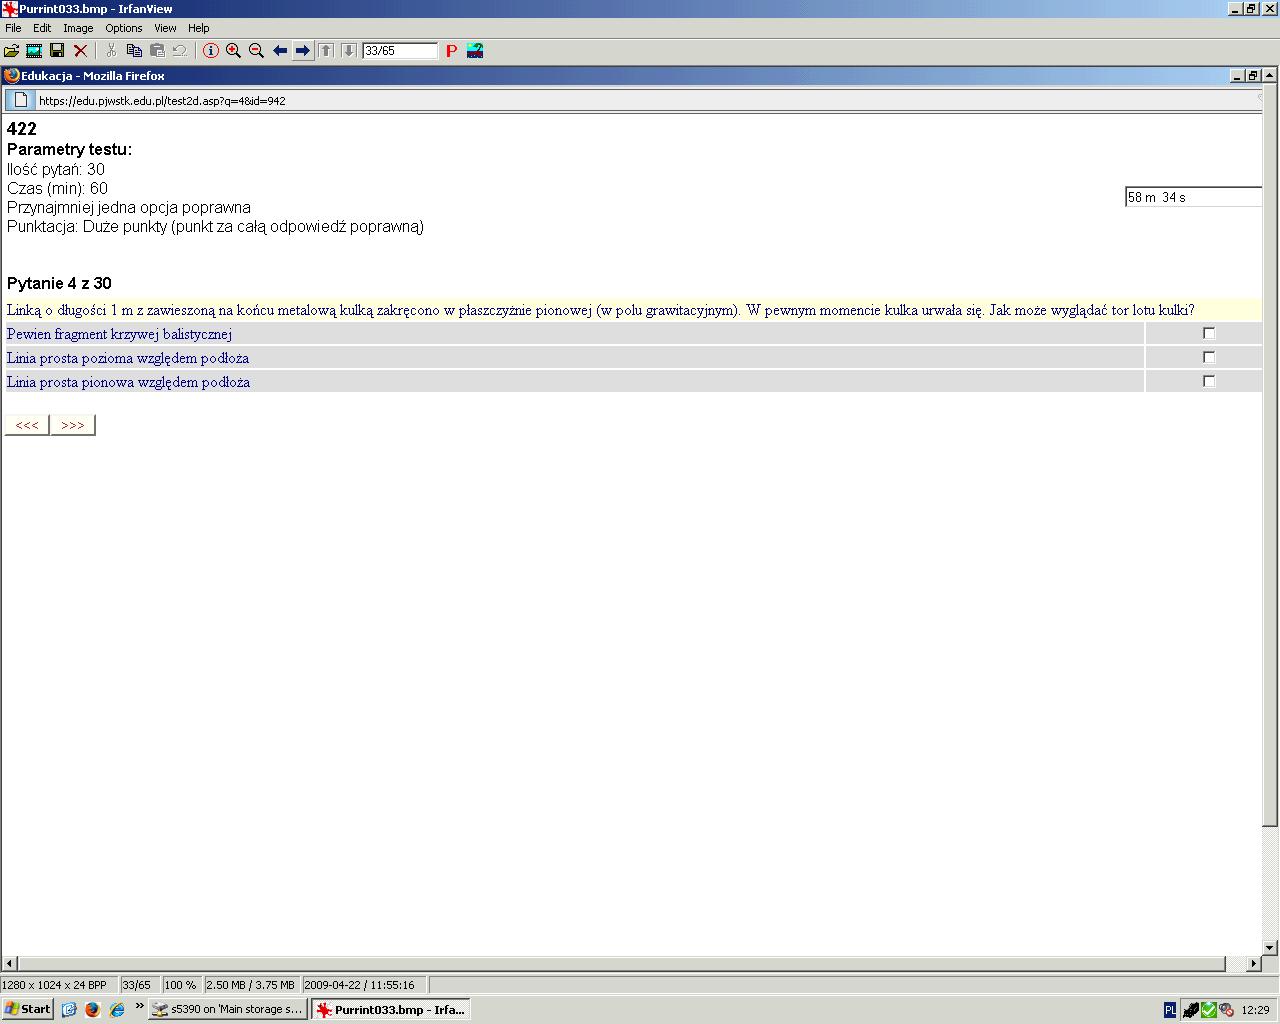 Purrint033.bmp - IrfanView
File Edit Image Options View Help
33/65
Edukacja - Mozilla Firefox
https://edu.pjwstk.edu.pl/test2d.asp?q=4&id=942
422
Parametry testu:
Ilość pytań: 30
Czas (min): 60
58 m 34 s
Przynajmniej jedna opcja poprawna
Punktacja: Duże punkty (punkt za całą odpowiedź poprawną)
Pytanie 4 z 30
Linką o długości 1 m z zawieszoną na końcu metalową kulką zakręcono w płaszczyźnie pionowej (w polu grawitacyjnym). W pewnym momencie kulka urwała się. Jak może wyglądać tor lotu kulki?
Pewien fragment krzywej balistycznej
Linia prosta pozioma względem podłoża
Linia prosta pionowa względem podłoża
<<< >>>
1280 x 1024 x 24 BPP 33/65 100 % 2.50 MB / 3.75 MB 2009-04-22 / 11:55:16
Start » s5390 on 'Main storage s... Purrint033.bmp - Irfa... PL 12:29